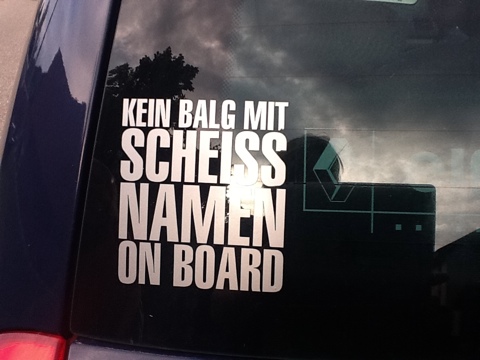 KEIN BALG MIT
SCHEISS
NAMEN
ON BOARD